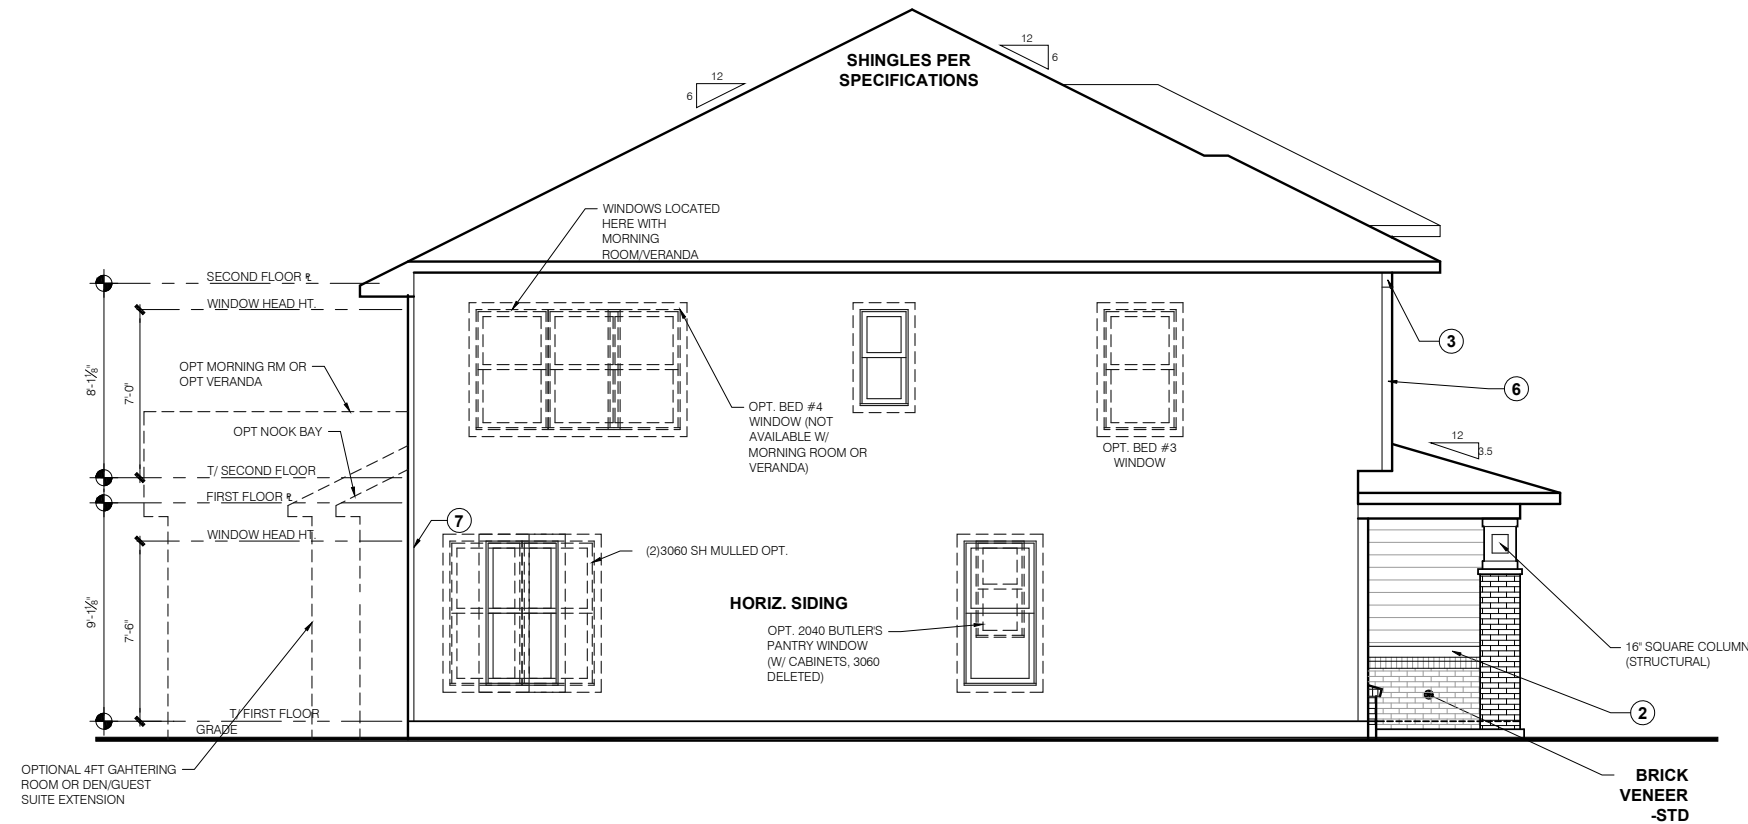 12
6
SHINGLES PER
SPECIFICATIONS
12
6
WINDOWS LOCATED
HERE WITH
MORNING
ROOM/VERANDA
SECOND FLOOR ℄
WINDOW HEAD HT.
3
8'-1⅛"
7'-0"
OPT MORNING RM OR
OPT VERANDA
6
OPT. BED #4
WINDOW (NOT
AVAILABLE W/
MORNING ROOM OR
VERANDA)
OPT NOOK BAY
OPT. BED #3
WINDOW
12
3.5
T/ SECOND FLOOR
FIRST FLOOR ℄
7
WINDOW HEAD HT.
(2)3060 SH MULLED OPT.
9'-1⅛"
7'-6"
HORIZ. SIDING
OPT. 2040 BUTLER'S
PANTRY WINDOW
(W/ CABINETS, 3060
DELETED)
16" SQUARE COLUMN
(STRUCTURAL)
2
T/ FIRST FLOOR
GRADE
OPTIONAL 4FT GAHTERING
ROOM OR DEN/GUEST
SUITE EXTENSION
BRICK
VENEER
-STD